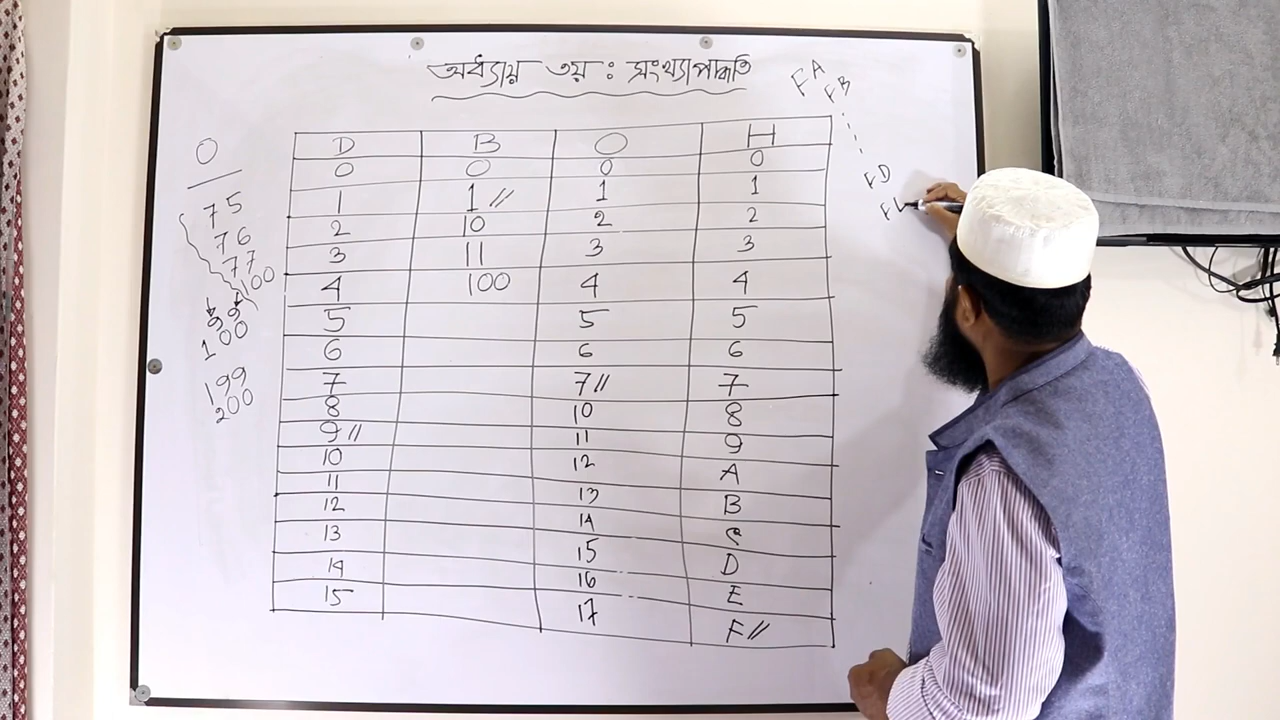 অধ্যায় ৩য় : সংখ্যাপদ্ধতি
D B O H
0 0 0 0
1 1 // 1 1
2 10 2 2
3 11 3 3
4 100 4 4
5 5 5
6 6 6
7 7 // 7
8 10 8
9 // 11 9
10 12 A
11 13 B
12 14 C
13 15 D
14 16 E
15 17 F //
O
75
76
77
100
99
100
199
200
FA
FB
FD